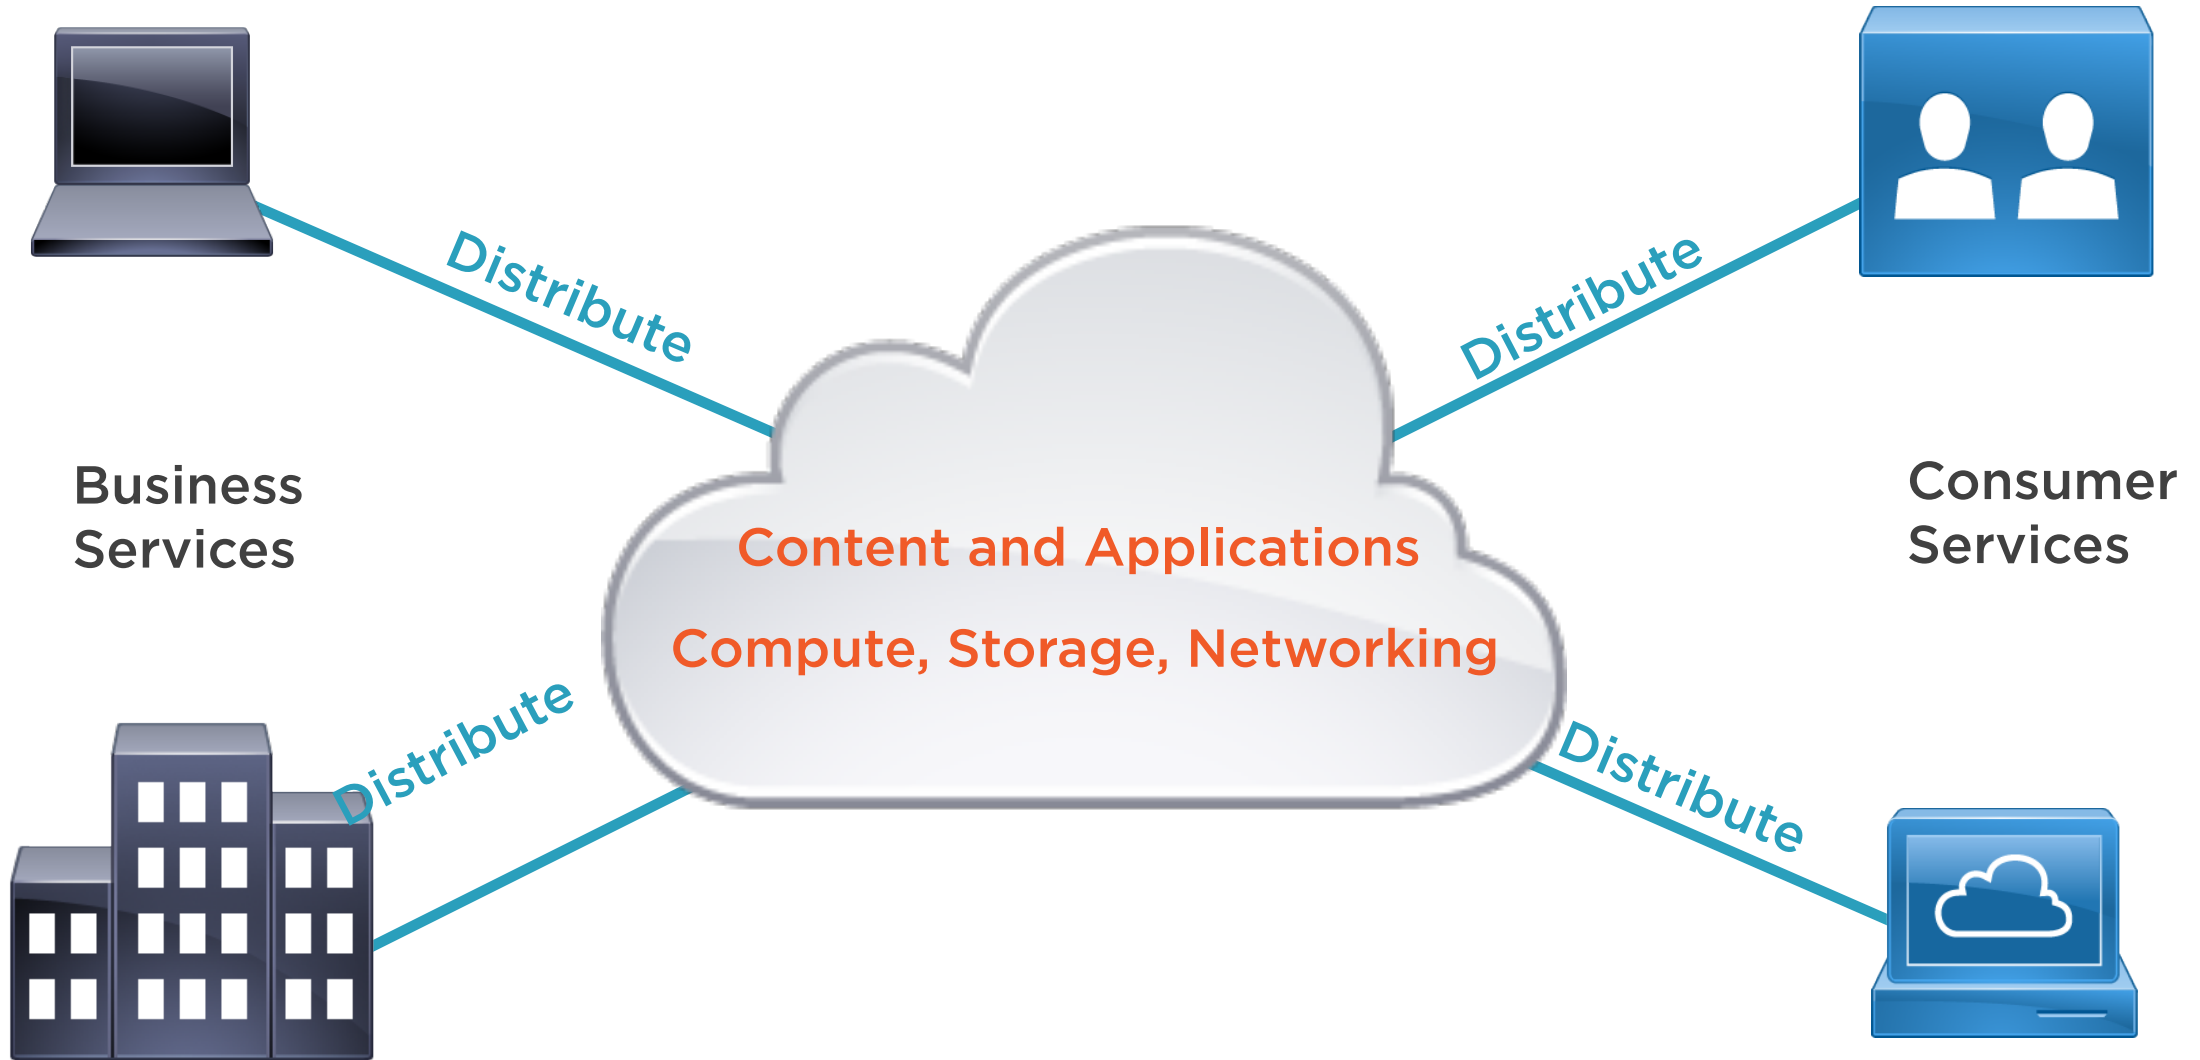 Distribute
Distribute
Business
Services
Consumer
Services
Content and Applications
Compute, Storage, Networking
Distribute
Distribute